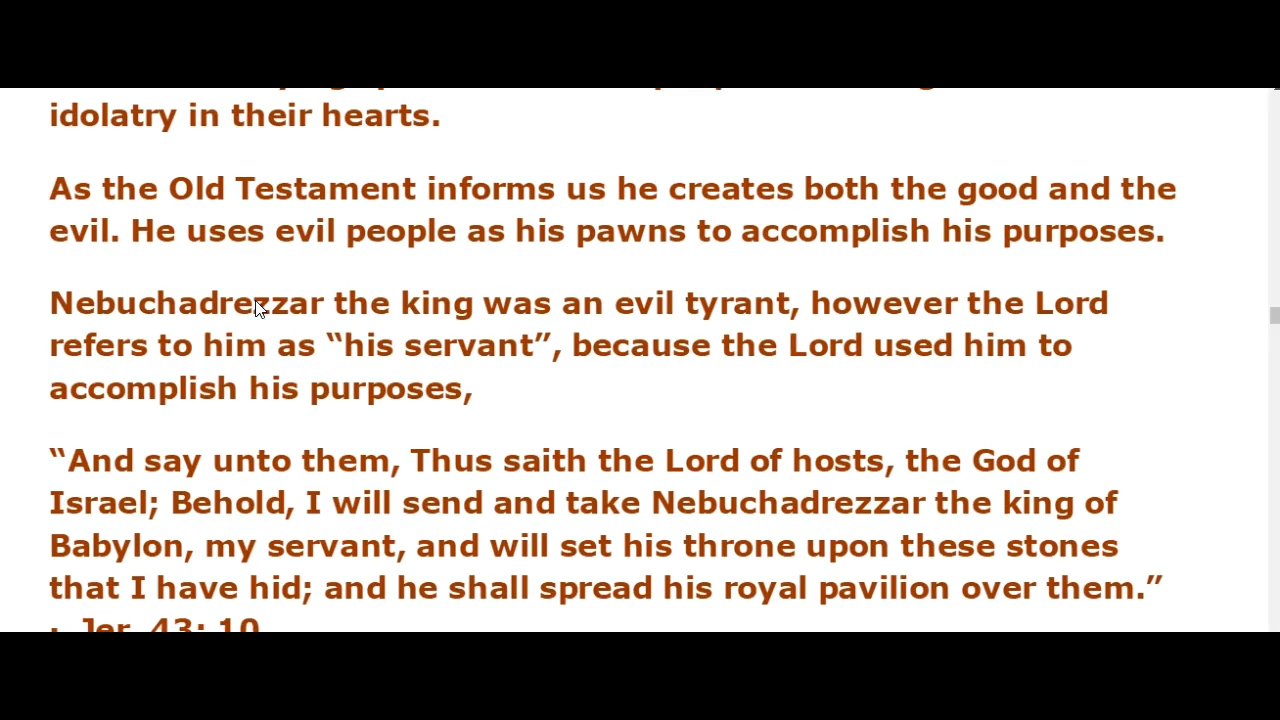 idolatry in their hearts.
As the Old Testament informs us he creates both the good and the
evil. He uses evil people as his pawns to accomplish his purposes.
Nebuchadrezzar the king was an evil tyrant, however the Lord
refers to him as “his servant”, because the Lord used him to
accomplish his purposes,
“And say unto them, Thus saith the Lord of hosts, the God of
Israel; Behold, I will send and take Nebuchadrezzar the king of
Babylon, my servant, and will set his throne upon these stones
that I have hid; and he shall spread his royal pavilion over them.”
Jer. 43: 10